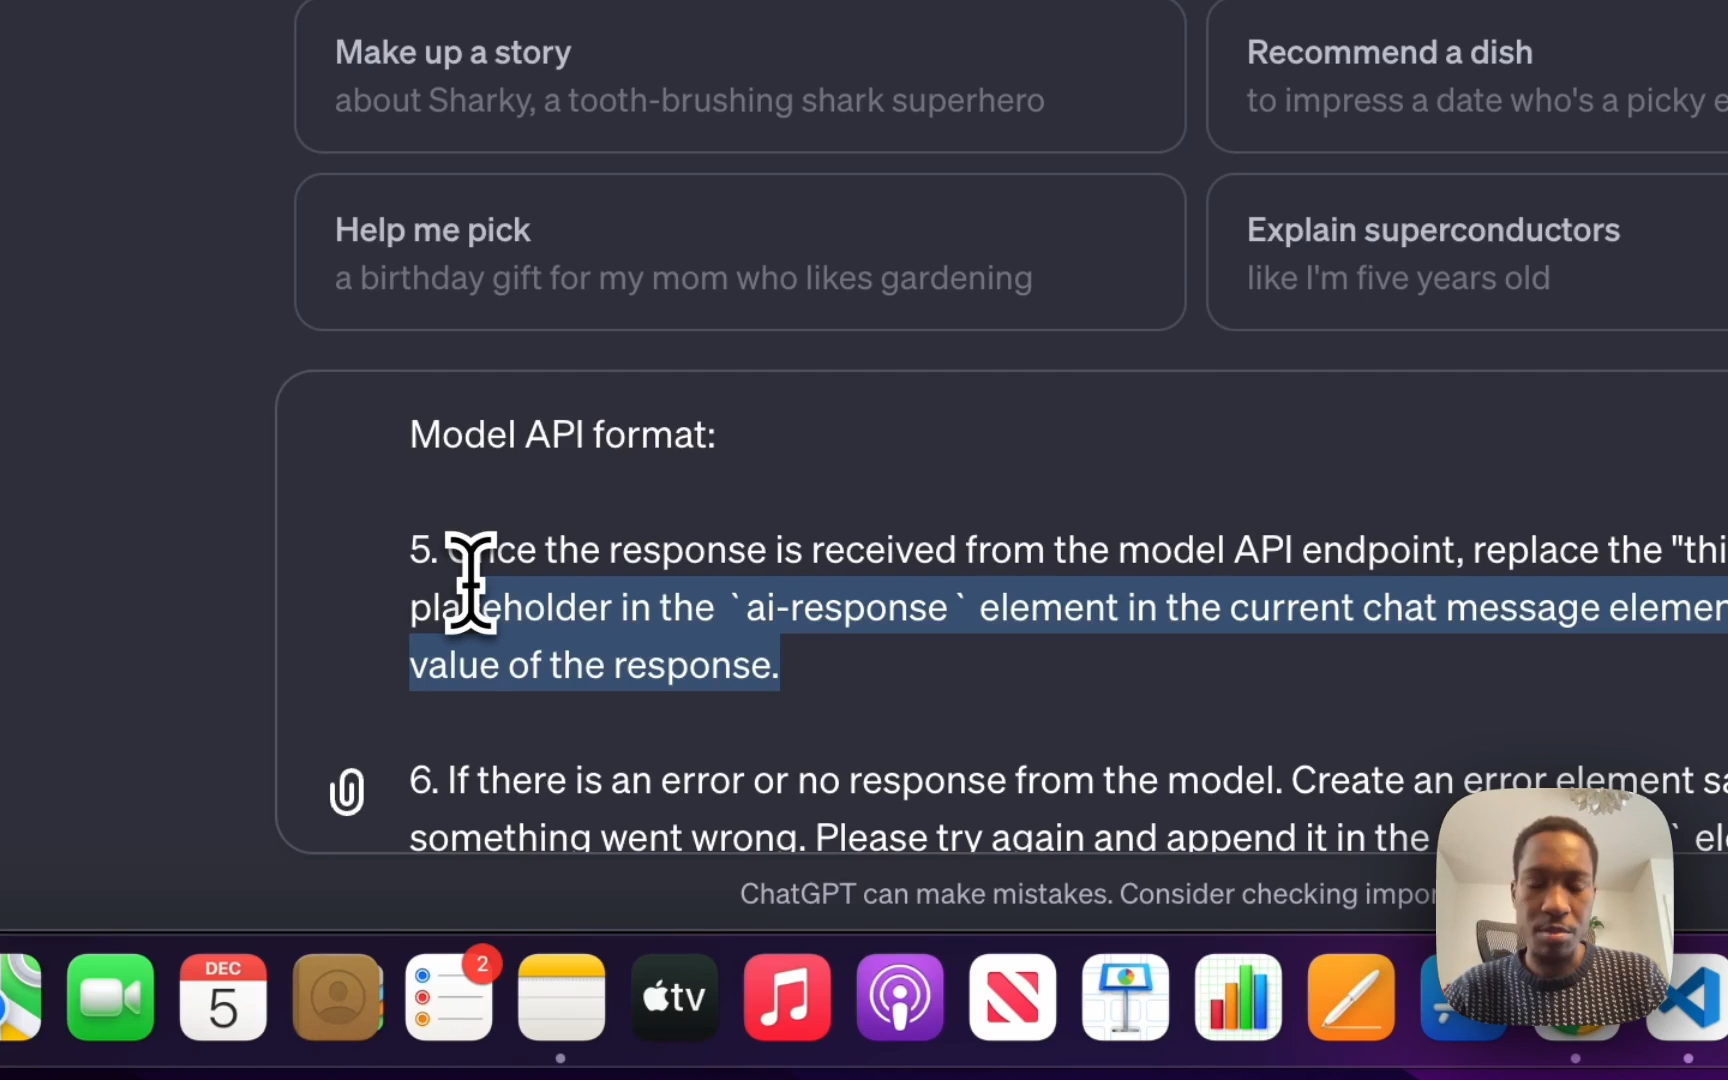 Make up a story
about Sharky, a tooth-brushing shark superhero
Recommend a dish
to impress a date who's a picky
Help me pick
a birthday gift for my mom who likes gardening
Explain superconductors
like I'm five years old
Model API format:
5. Once the response is received from the model API endpoint, replace the "thi
placeholder in the `ai-response` element in the current chat message elemen
value of the response.
6. If there is an error or no response from the model. Create an error element sa
something went wrong. Please try again and append it in the ` ele
ChatGPT can make mistakes. Consider checking impor
DEC
5
2
tv